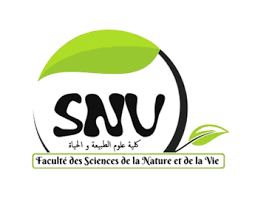 SNV
كلية علوم الطبيعة و الحياة
Faculté des Sciences de la Nature et de la Vie